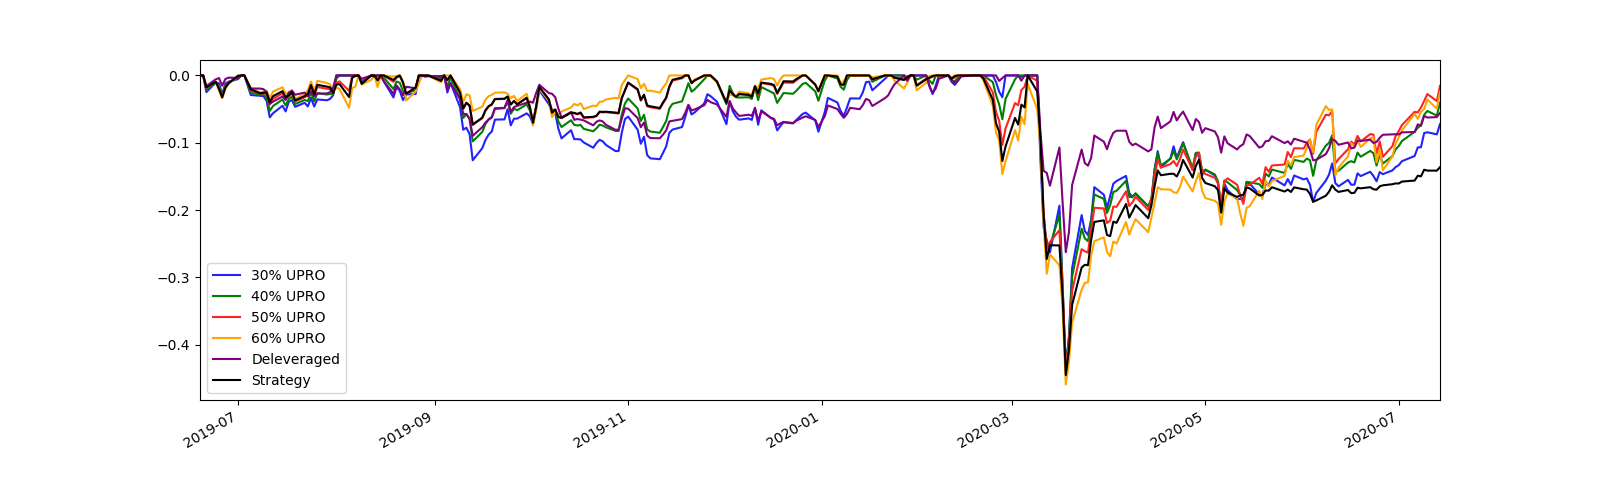 0.0
−0.1
−0.2
−0.3
−0.4
30% UPRO
40% UPRO
50% UPRO
60% UPRO
Deleveraged
Strategy
2019-07
2019-09
2019-11
2020-01
2020-03
2020-05
2020-07